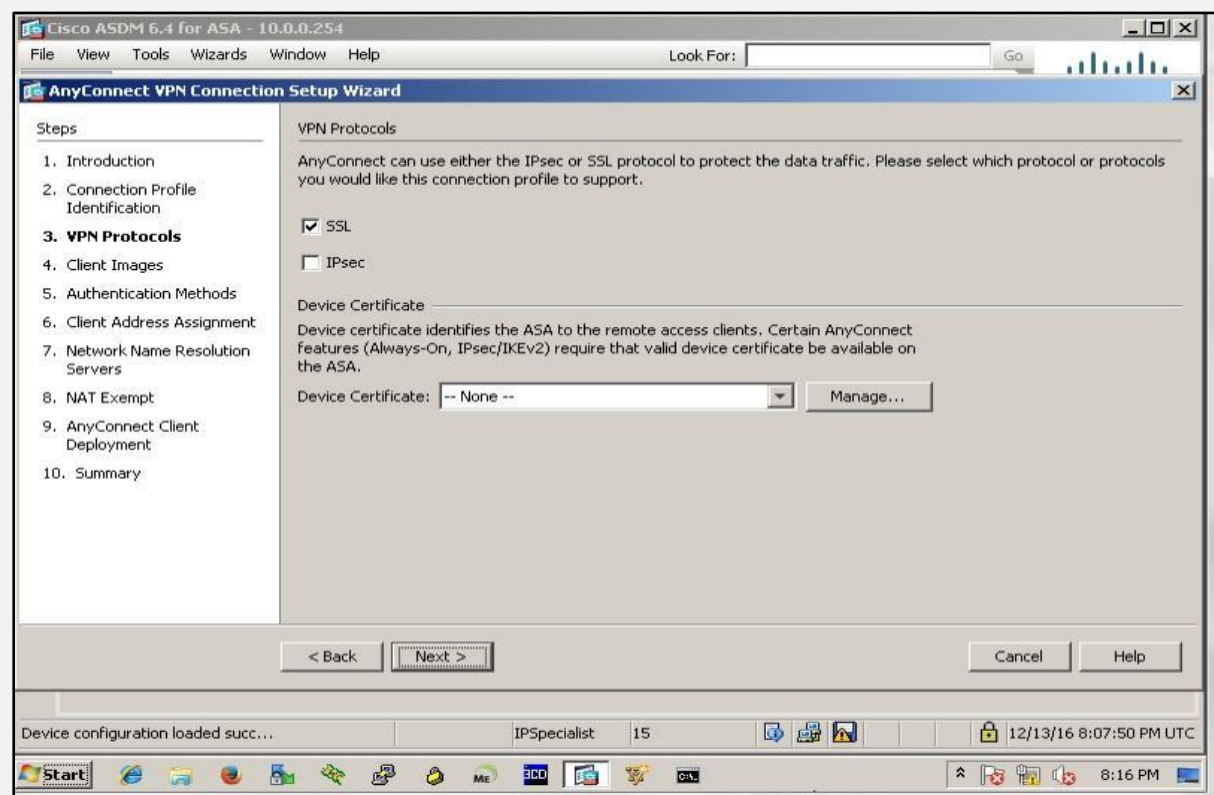 Cisco ASDM 6.4 for ASA - 10.0.0.254
File View Tools Wizards Window Help Look For: Go
AnyConnect VPN Connection Setup Wizard
Steps
1. Introduction
2. Connection Profile
Identification
3. VPN Protocols
4. Client Images
5. Authentication Methods
6. Client Address Assignment
7. Network Name Resolution
Servers
8. NAT Exempt
9. AnyConnect Client
Deployment
10. Summary
VPN Protocols
AnyConnect can use either the IPsec or SSL protocol to protect the data traffic. Please select which protocol or protocols
you would like this connection profile to support.
SSL
IPsec
Device Certificate
Device certificate identifies the ASA to the remote access clients. Certain AnyConnect
features (Always-On, IPsec/IKEv2) require that valid device certificate be available on
the ASA.
Device Certificate: -- None -- Manage...
< Back Next > Cancel Help
Device configuration loaded succ... IPSpecialist 15 12/13/16 8:07:50 PM UTC
Start ME 3CD C:\. 8:16 PM